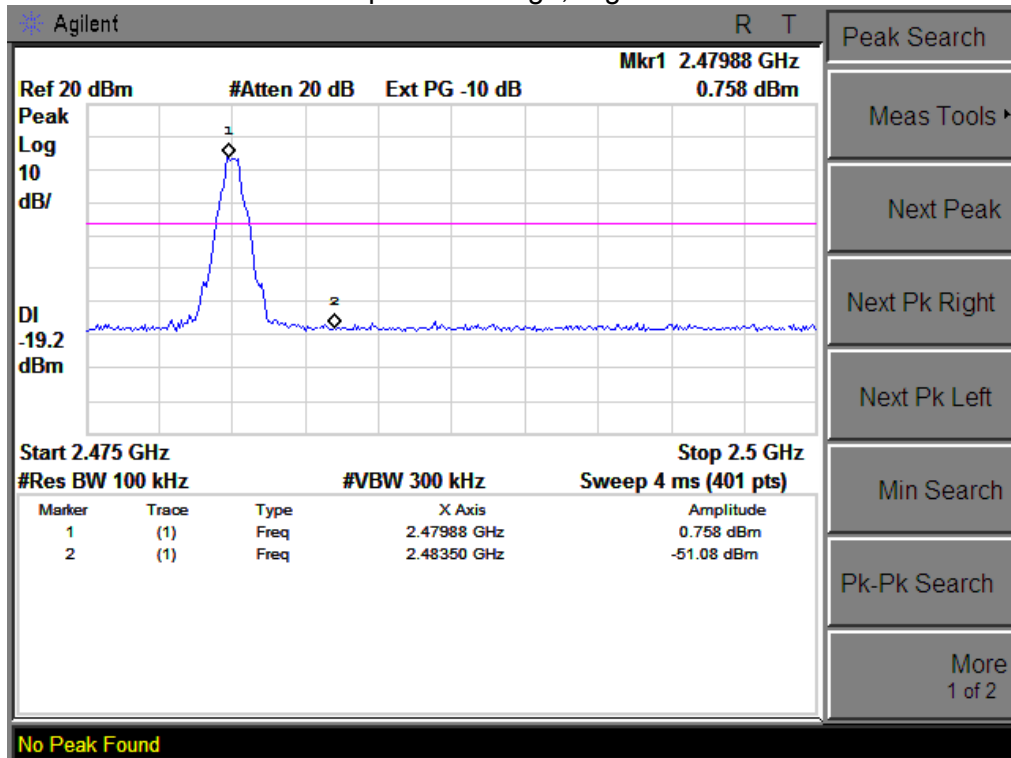 Agilent R T
Peak Search
Mkr1 2.47988 GHz
Ref 20 dBm #Atten 20 dB Ext PG -10 dB 0.758 dBm
Peak
Log
10
dB/
1
2
DI
-19.2
dBm
Start 2.475 GHz Stop 2.5 GHz
#Res BW 100 kHz #VBW 300 kHz Sweep 4 ms (401 pts)
Marker Trace Type X Axis Amplitude
1 (1) Freq 2.47988 GHz 0.758 dBm
2 (1) Freq 2.48350 GHz -51.08 dBm
Meas Tools
Next Peak
Next Pk Right
Next Pk Left
Min Search
Pk-Pk Search
More
1 of 2
No Peak Found